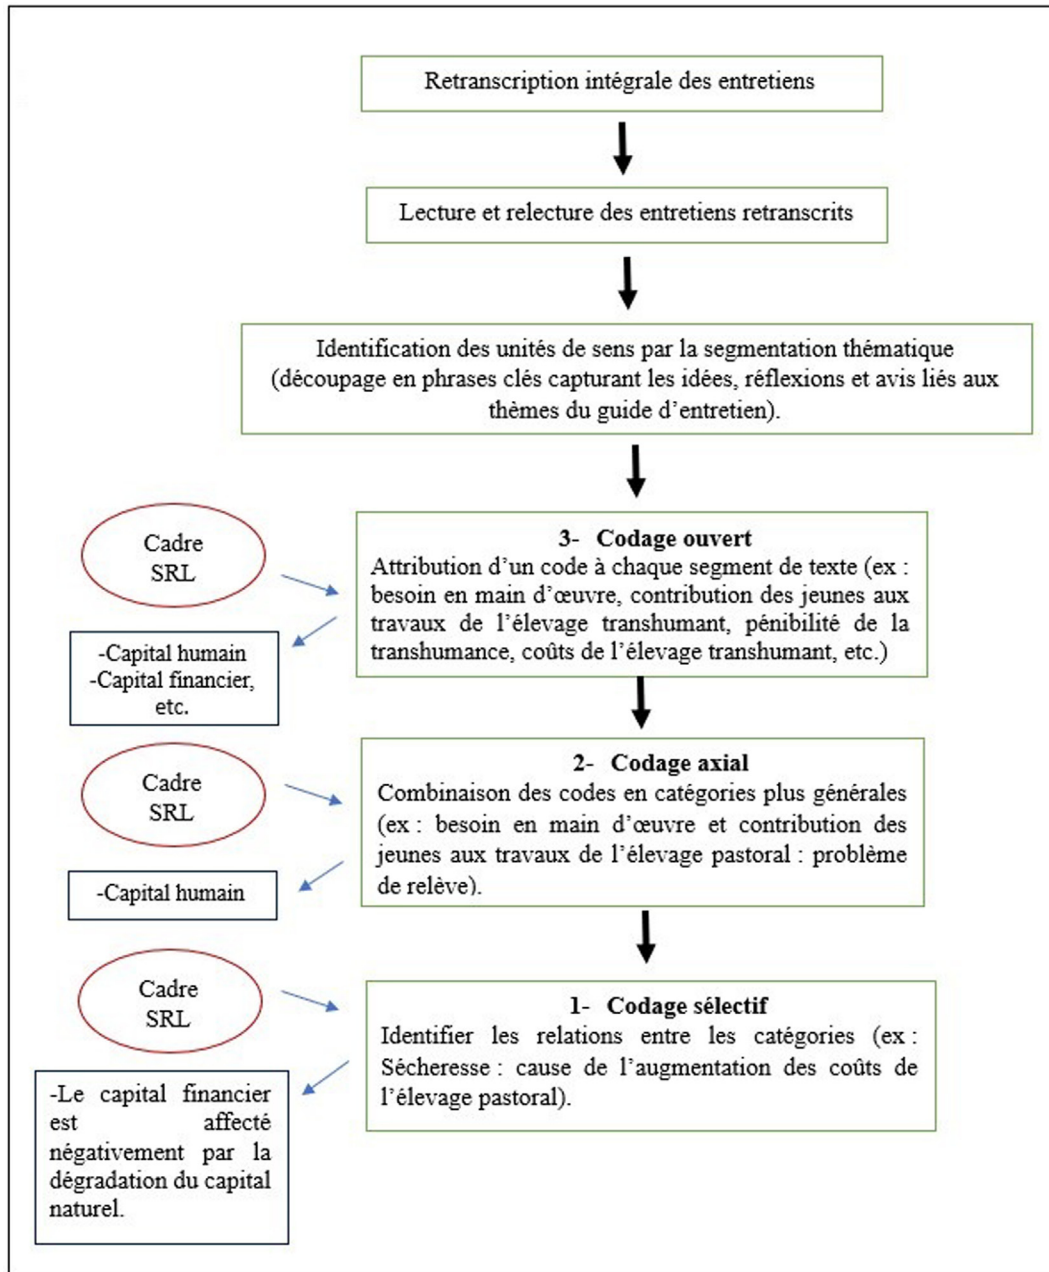 Retranscription intégrale des entretiens
Lecture et relecture des entretiens retranscrits
Identification des unités de sens par la segmentation thématique
(découpage en phrases clés capturant les idées, réflexions et avis liés aux
thèmes du guide d’entretien).
Cadre
SRL
3- Codage ouvert
Attribution d’un code à chaque segment de texte (ex :
besoin en main d’œuvre, contribution des jeunes aux
travaux de l’élevage transhumant, pénibilité de la
transhumance, coûts de l’élevage transhumant, etc.)
-Capital humain
-Capital financier,
etc.
Cadre
SRL
2- Codage axial
Combinaison des codes en catégories plus générales
(ex : besoin en main d’œuvre et contribution des
jeunes aux travaux de l’élevage pastoral : problème
de relève).
-Capital humain
Cadre
SRL
1- Codage sélectif
Identifier les relations entre les catégories (ex :
Sécheresse : cause de l’augmentation des coûts de
l’élevage pastoral).
-Le capital financier
est affecté
négativement par la
dégradation du capital
naturel.